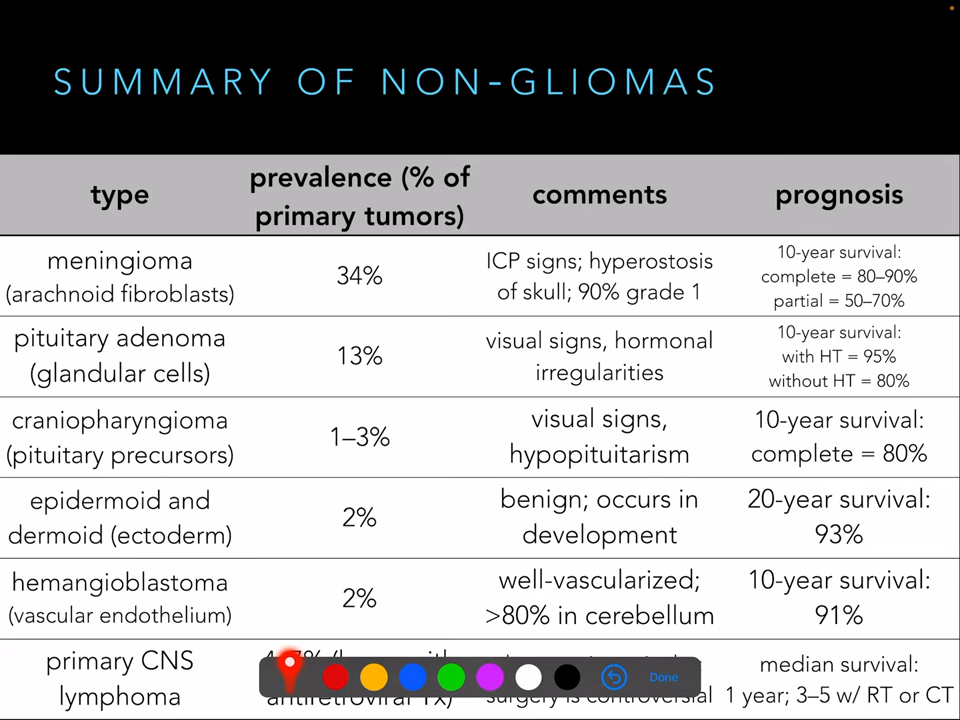 SUMMARY OF NON-GLIOMAS
type
prevalence (% of
primary tumors)
comments
prognosis
meningioma
(arachnoid fibroblasts)
34%
ICP signs; hyperostosis
of skull; 90% grade 1
10-year survival:
complete = 80–90%
partial = 50–70%
pituitary adenoma
(glandular cells)
13%
visual signs, hormonal
irregularities
10-year survival:
with HT = 95%
without HT = 80%
craniopharyngioma
(pituitary precursors)
1–3%
visual signs,
hypopituitarism
10-year survival:
complete = 80%
epidermoid and
dermoid (ectoderm)
2%
benign; occurs in
development
20-year survival:
93%
hemangioblastoma
(vascular endothelium)
2%
well-vascularized;
>80% in cerebellum
10-year survival:
91%
primary CNS
lymphoma
antiretroviral Tx)
surgery is controversial
median survival:
1 year; 3–5 w/ RT or CT
Done